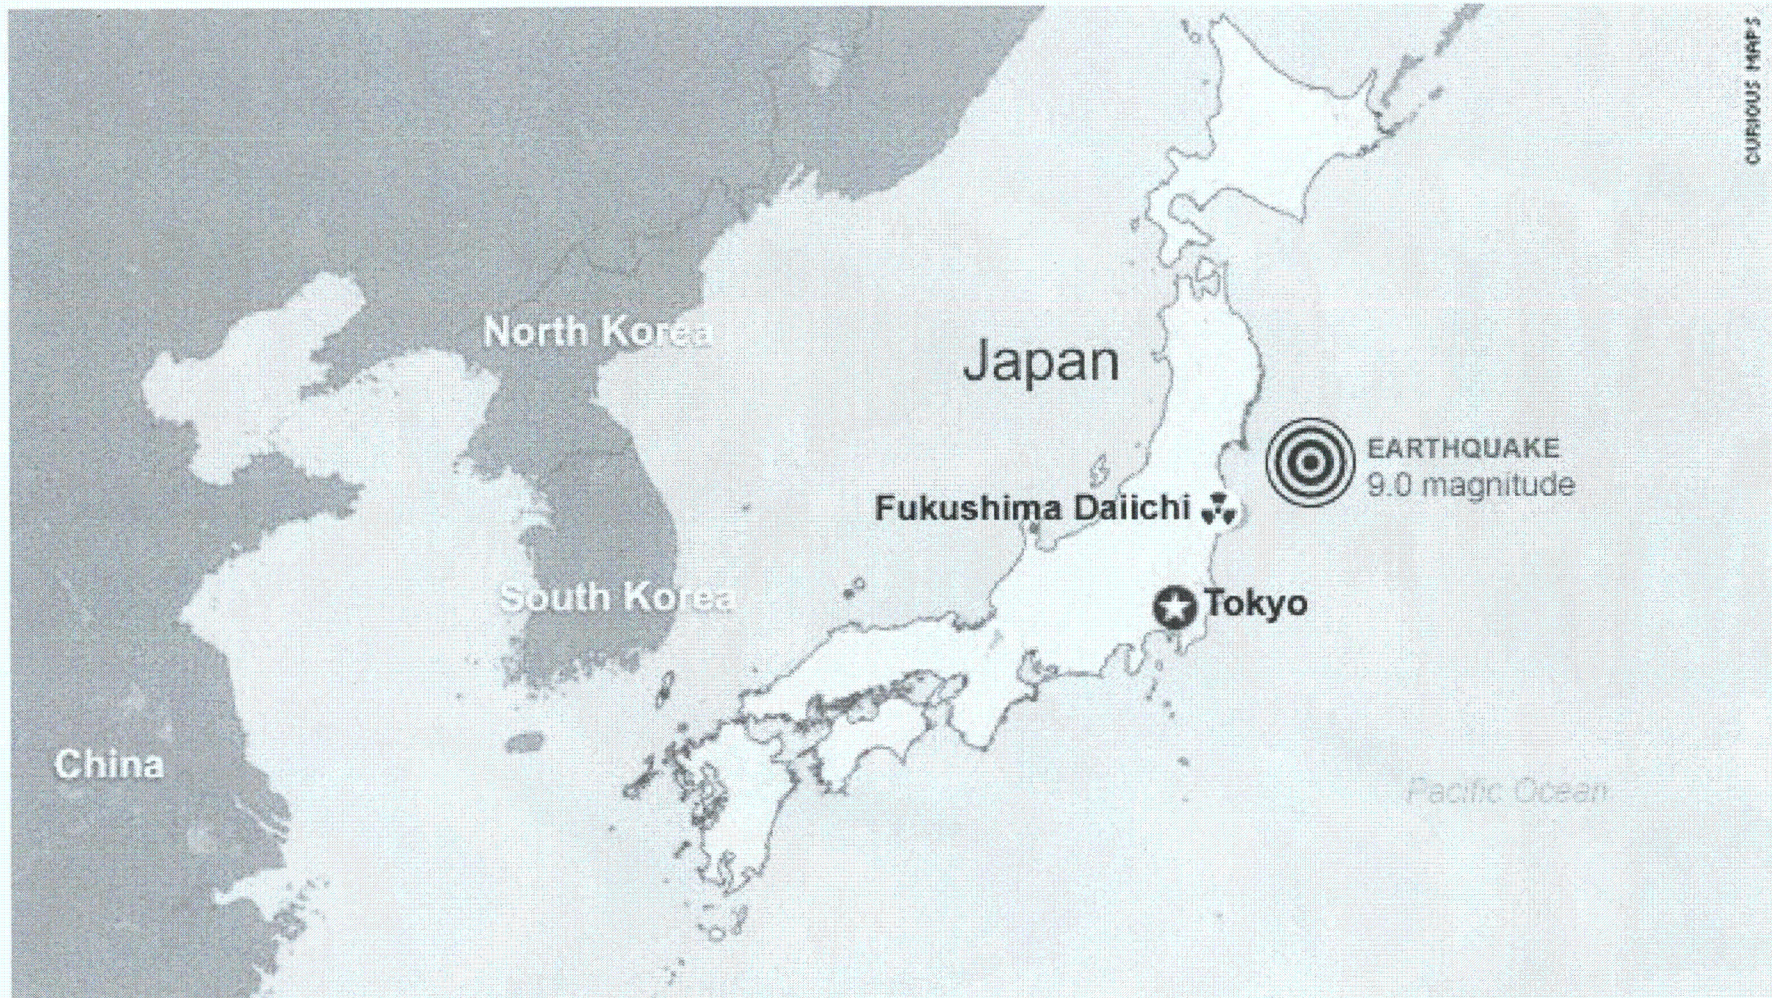 CURIOUS MAPS
North Korea
Japan
EARTHQUAKE
9.0 magnitude
Fukushima Daiichi
South Korea
Tokyo
China
Pacific Ocean